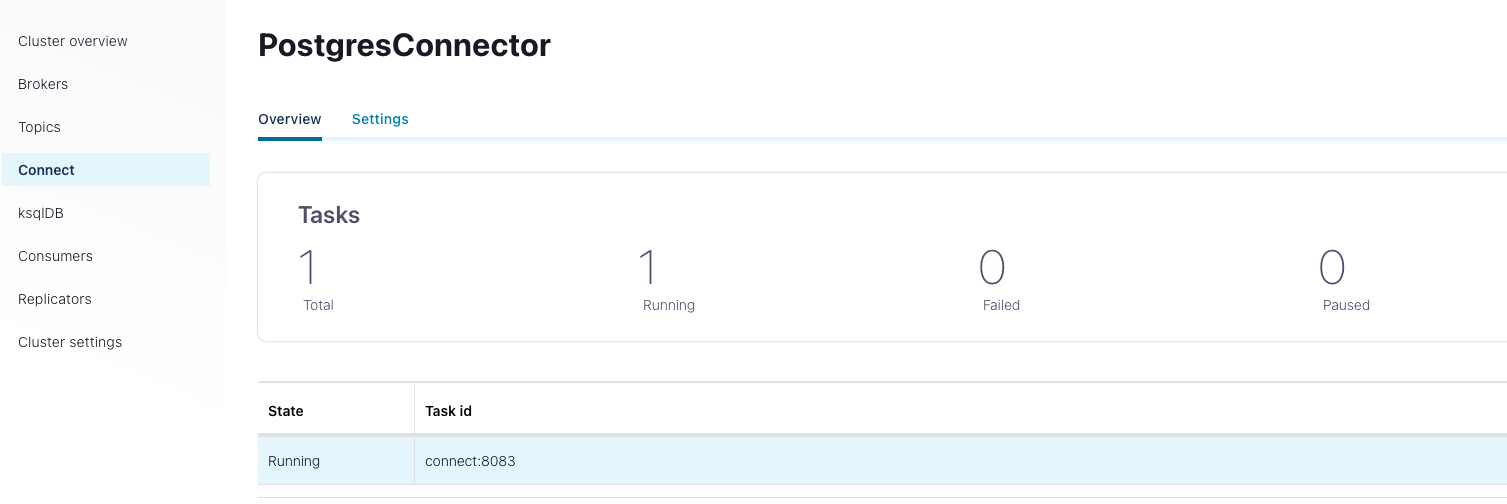 Cluster overview
Brokers
Topics
Connect
ksqlDB
Consumers
Replicators
Cluster settings
PostgresConnector
Overview Settings
Tasks
1 1 0 0
Total Running Failed Paused
State Task id
Running connect:8083